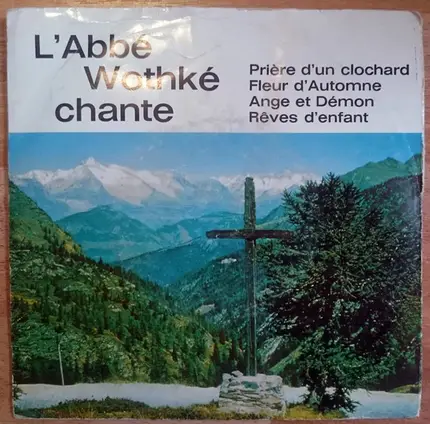 L'Abbé
Wothké
chante
Prière d'un clochard
Fleur d'Automne
Ange et Démon
Rêves d'enfant